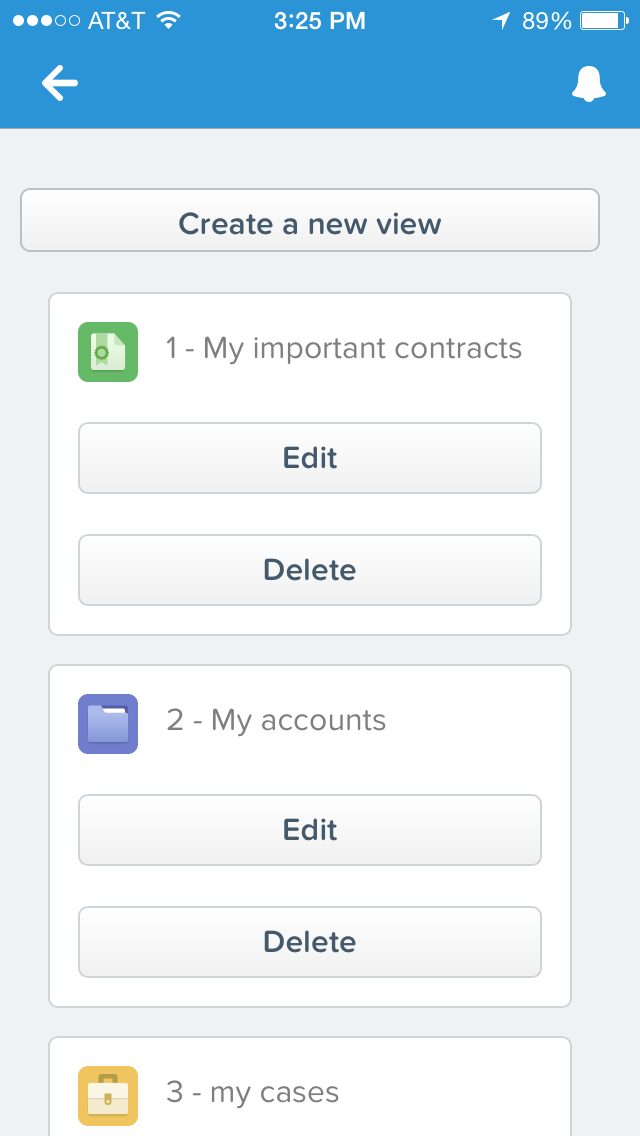 AT&T 3:25 PM 89%
Create a new view
1 - My important contracts
Edit
Delete
2 - My accounts
Edit
Delete
3 - my cases